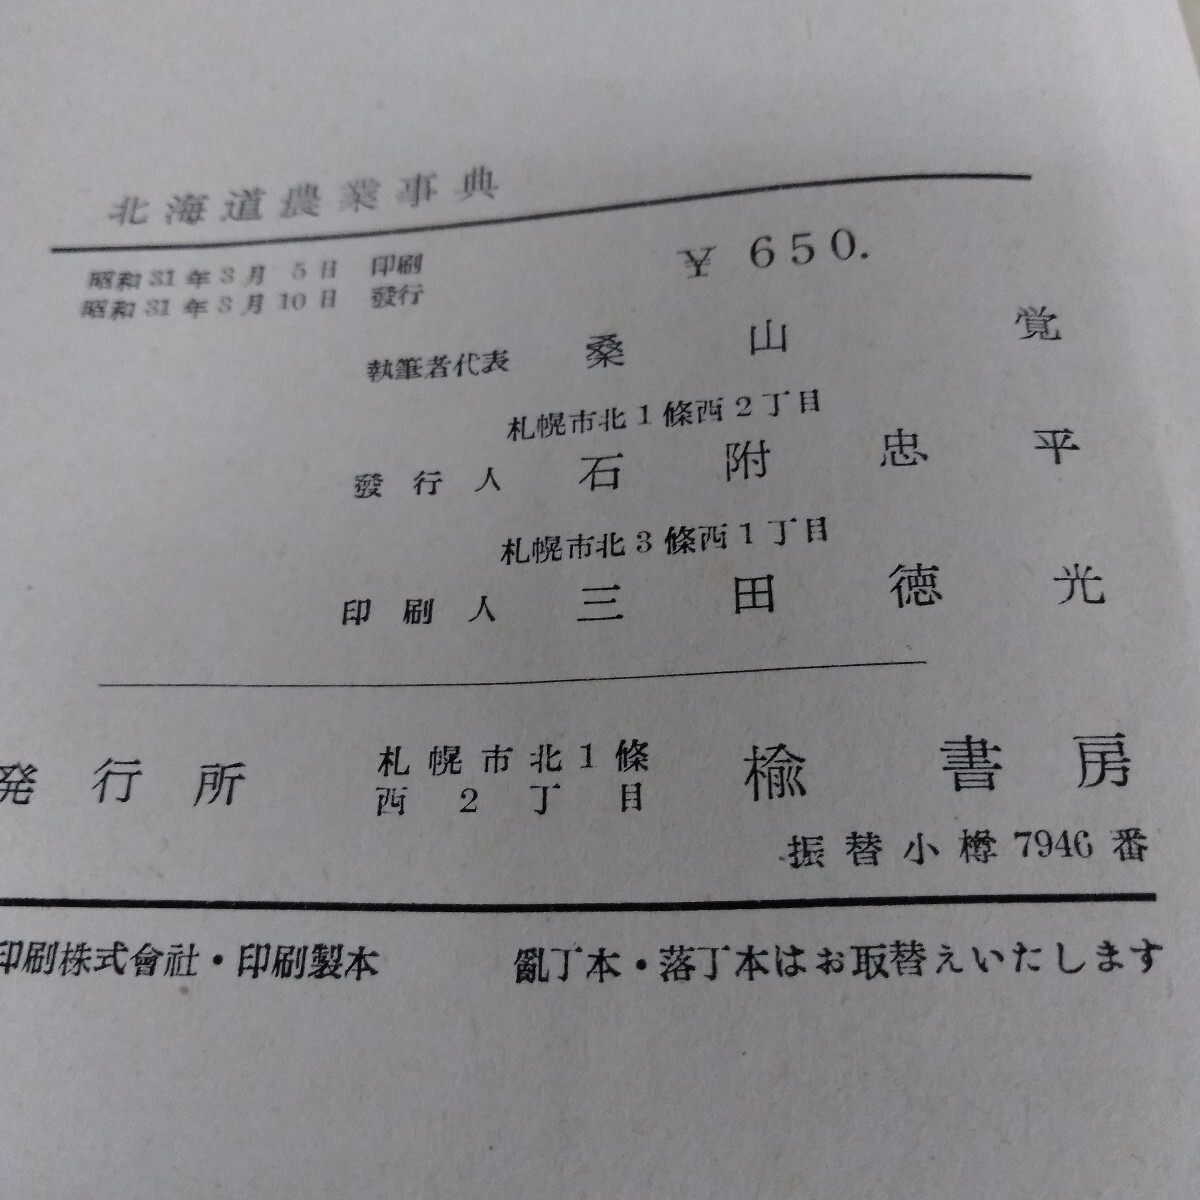 北海道農業事典
昭和31年3月 5日 印刷
昭和31年3月10日 發行
¥ 650.
執筆者代表 桑山 覚
札幌市北1條西2丁目
發行人 石附忠平
札幌市北3條西1丁目
印刷人 三田徳光
発行所 札幌市北1條西2丁目 楡書房
振替小樽7946番
印刷株式會社・印刷製本 亂丁本・落丁本はお取替えいたします